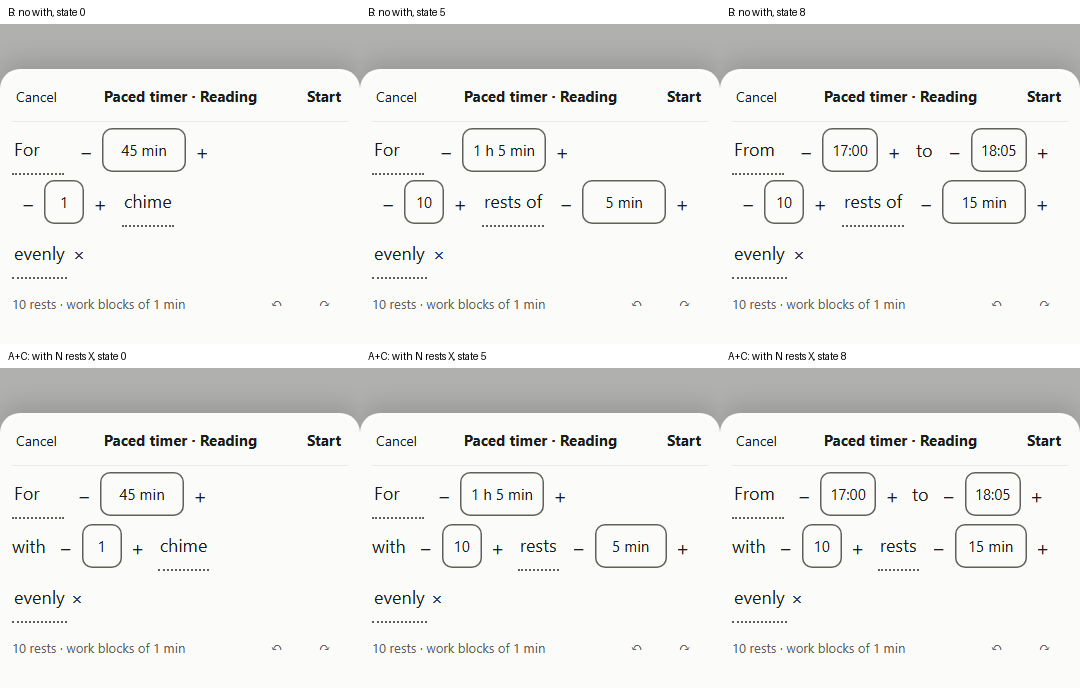 B: no with, state 0
Cancel Paced timer · Reading Start
For − 45 min +
− 1 + chime
evenly ×
10 rests · work blocks of 1 min ↶ ↷
B: no with, state 5
Cancel Paced timer · Reading Start
For − 1 h 5 min +
− 10 + rests of − 5 min +
evenly ×
10 rests · work blocks of 1 min ↶ ↷
B: no with, state 8
Cancel Paced timer · Reading Start
From − 17:00 + to − 18:05 +
− 10 + rests of − 15 min +
evenly ×
10 rests · work blocks of 1 min ↶ ↷
A+C: with N rests X, state 0
Cancel Paced timer · Reading Start
For − 45 min +
with − 1 + chime
evenly ×
10 rests · work blocks of 1 min ↶ ↷
A+C: with N rests X, state 5
Cancel Paced timer · Reading Start
For − 1 h 5 min +
with − 10 + rests − 5 min +
evenly ×
10 rests · work blocks of 1 min ↶ ↷
A+C: with N rests X, state 8
Cancel Paced timer · Reading Start
From − 17:00 + to − 18:05 +
with − 10 + rests − 15 min +
evenly ×
10 rests · work blocks of 1 min ↶ ↷